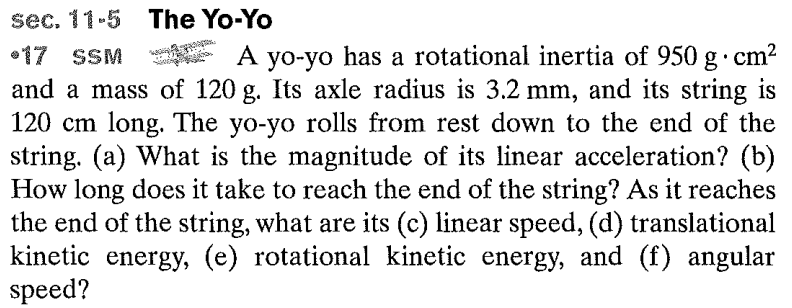 sec. 11-5 The Yo-Yo
•17 SSM A yo-yo has a rotational inertia of 950 g · cm²
and a mass of 120 g. Its axle radius is 3.2 mm, and its string is
120 cm long. The yo-yo rolls from rest down to the end of the
string. (a) What is the magnitude of its linear acceleration? (b)
How long does it take to reach the end of the string? As it reaches
the end of the string, what are its (c) linear speed, (d) translational
kinetic energy, (e) rotational kinetic energy, and (f) angular
speed?